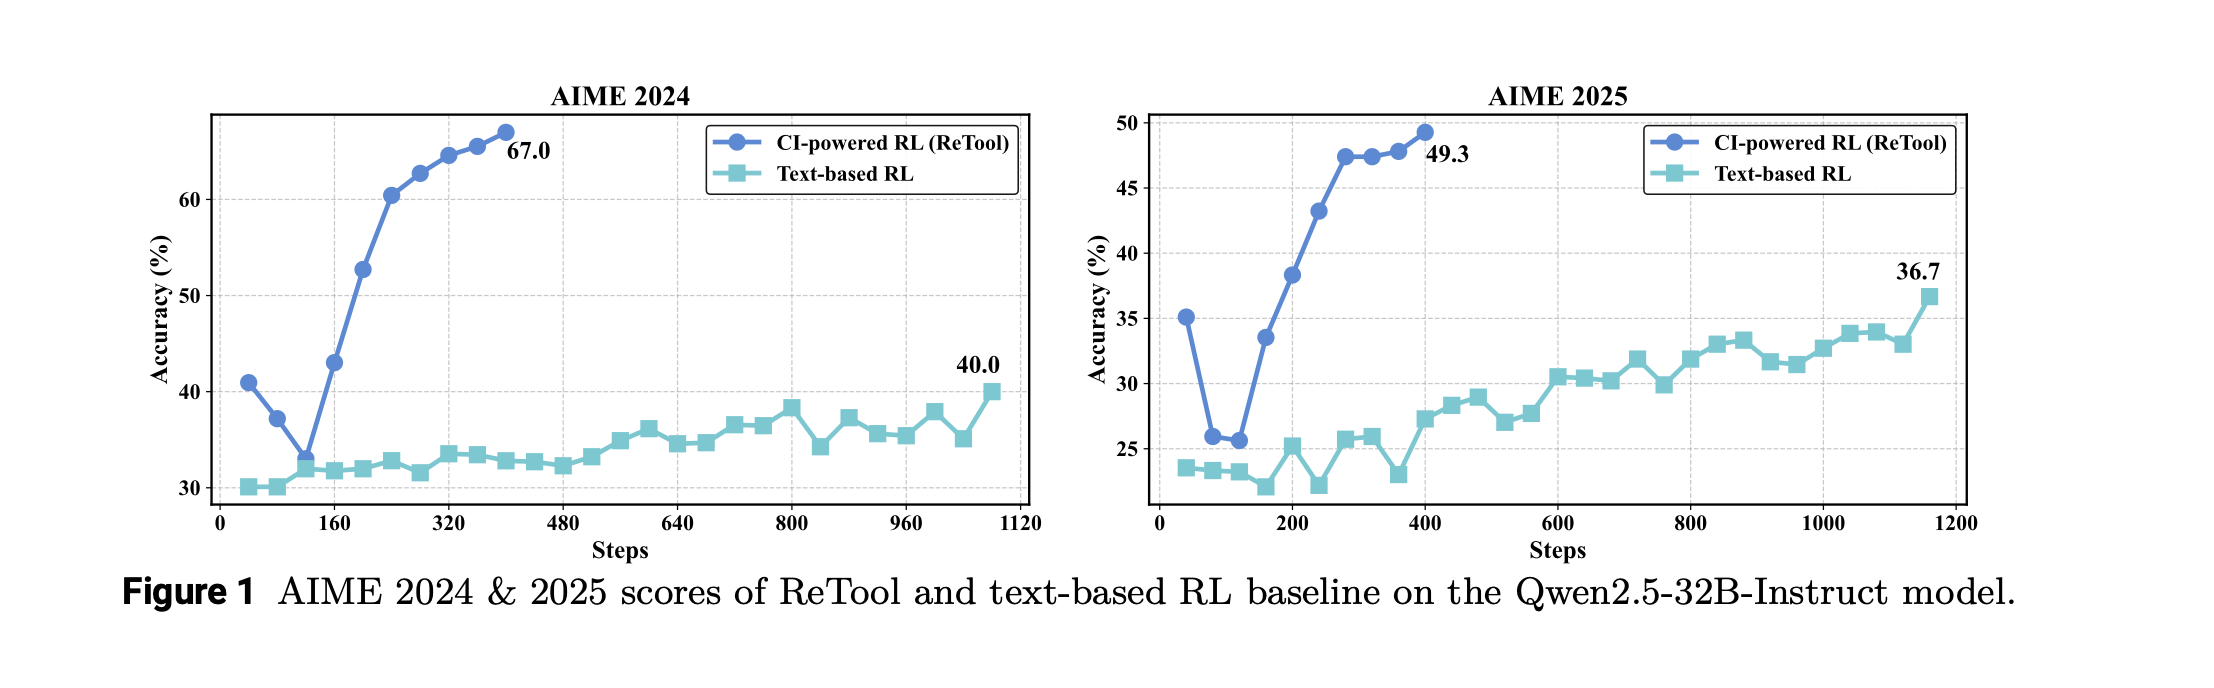 AIME 2024
CI-powered RL (ReTool)
Text-based RL
67.0
40.0
60
50
40
30
Accuracy (%)
0 160 320 480 640 800 960 1120
Steps
AIME 2025
CI-powered RL (ReTool)
Text-based RL
49.3
36.7
50
45
40
35
30
25
Accuracy (%)
0 200 400 600 800 1000 1200
Steps
Figure 1 AIME 2024 & 2025 scores of ReTool and text-based RL baseline on the Qwen2.5-32B-Instruct model.